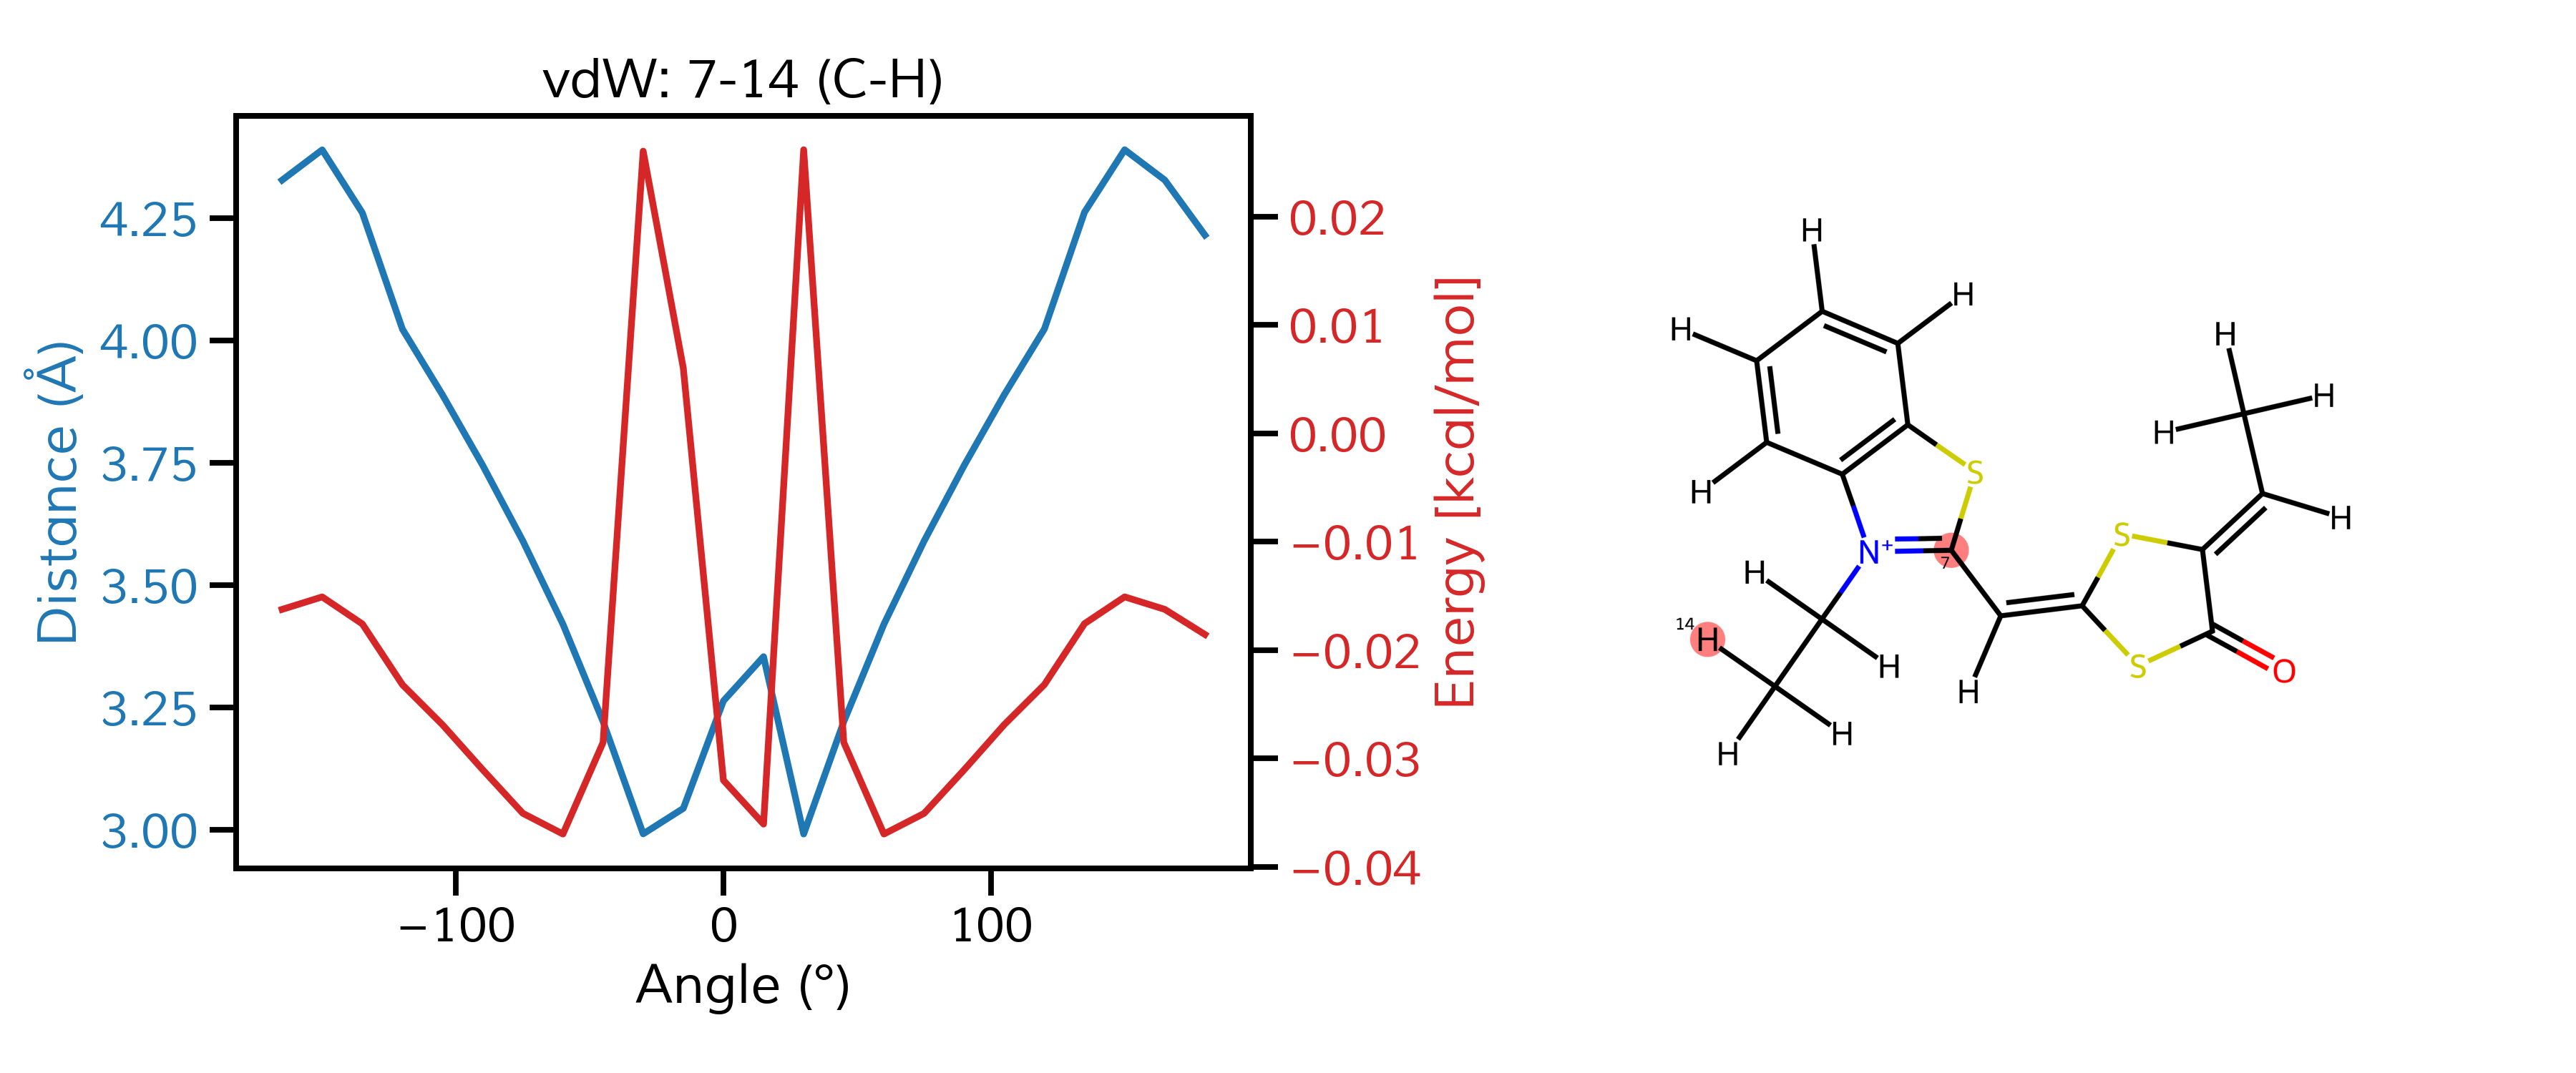 vdW: 7-14 (C-H)
Distance (Å)
4.25
4.00
3.75
3.50
3.25
3.00
0.02
0.01
0.00
−0.01
−0.02
−0.03
−0.04
Energy [kcal/mol]
−100
0
100
Angle (°)
H
H
H
H
H
H
H
S
H
S
N+
7
H
14
H
H
H
S
O
H
H